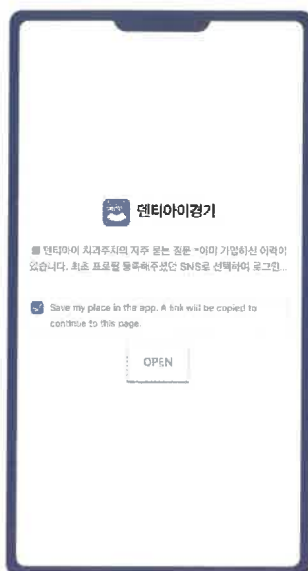 덴티아이경기
덴티아이 치과주치의 자주 묻는 질문 "이미 가입하신 이력이
있습니다. 최초 프로필 등록해주셨던 SNS로 선택하여 로그인...
Save my place in the app. A link will be copied to
continue to this page.
OPEN